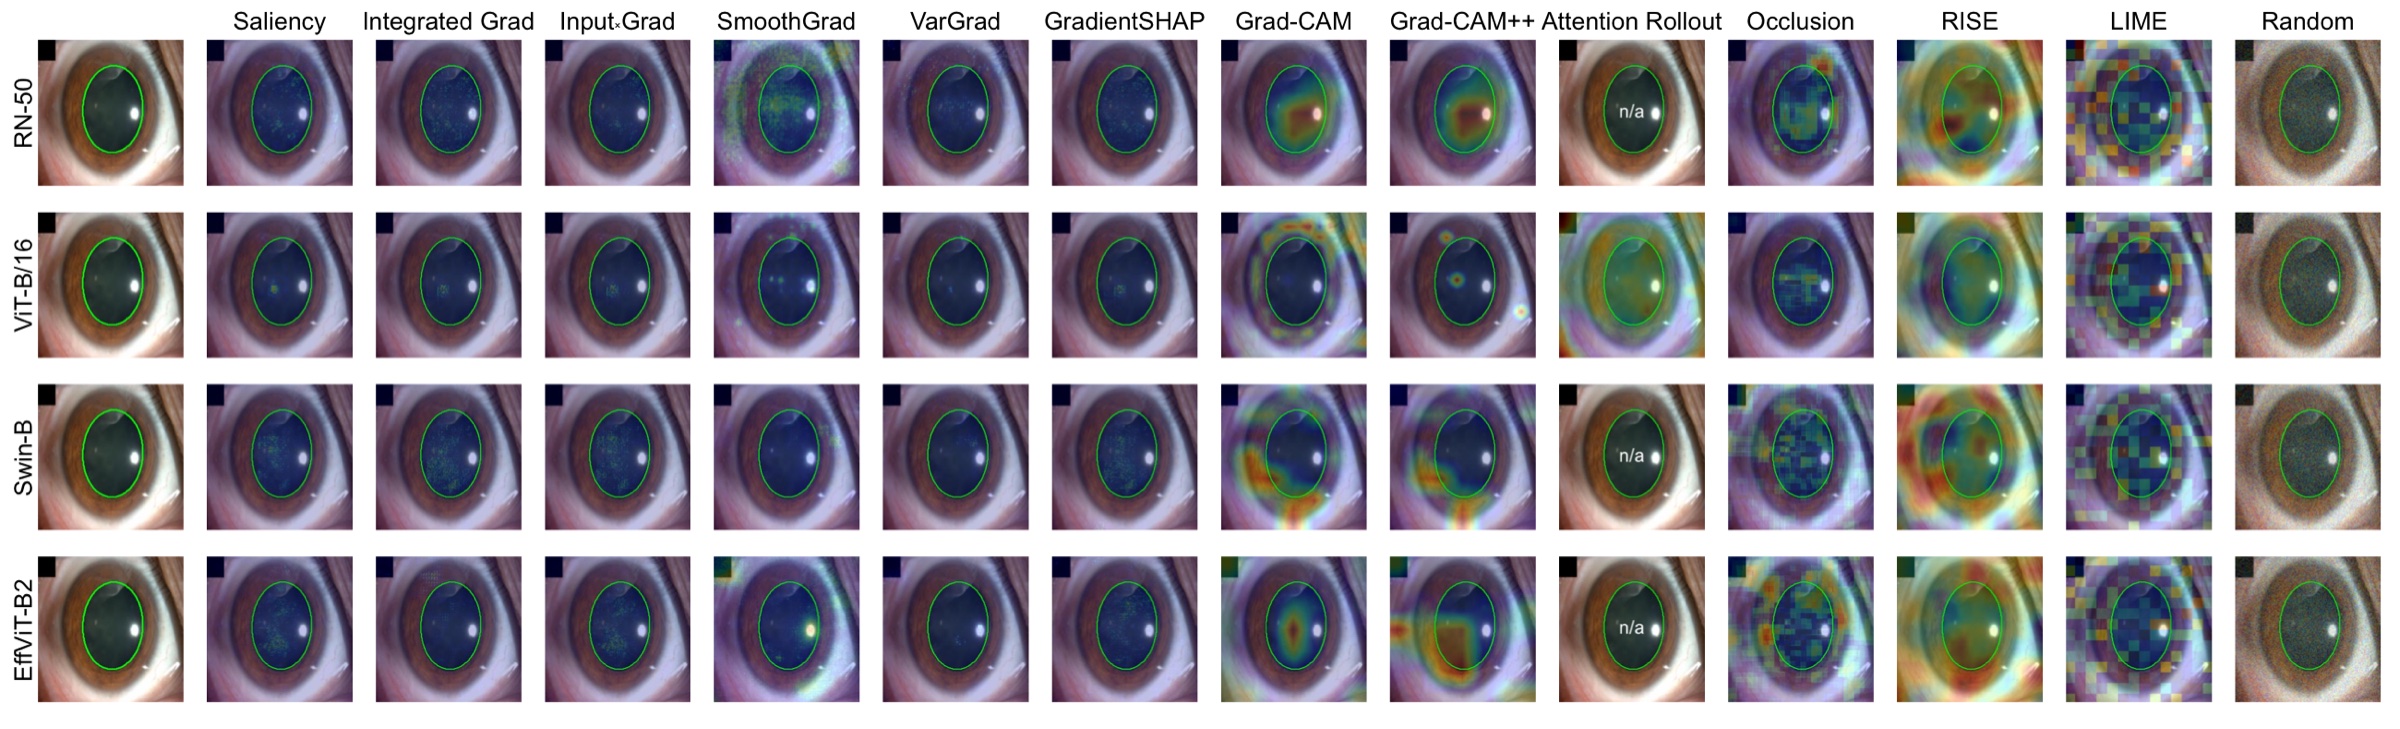 Saliency Integrated Grad Input×Grad SmoothGrad VarGrad GradientSHAP Grad-CAM Grad-CAM++ Attention Rollout Occlusion RISE LIME Random
RN-50
n/a
ViT-B/16
Swin-B
n/a
EffViT-B2
n/a